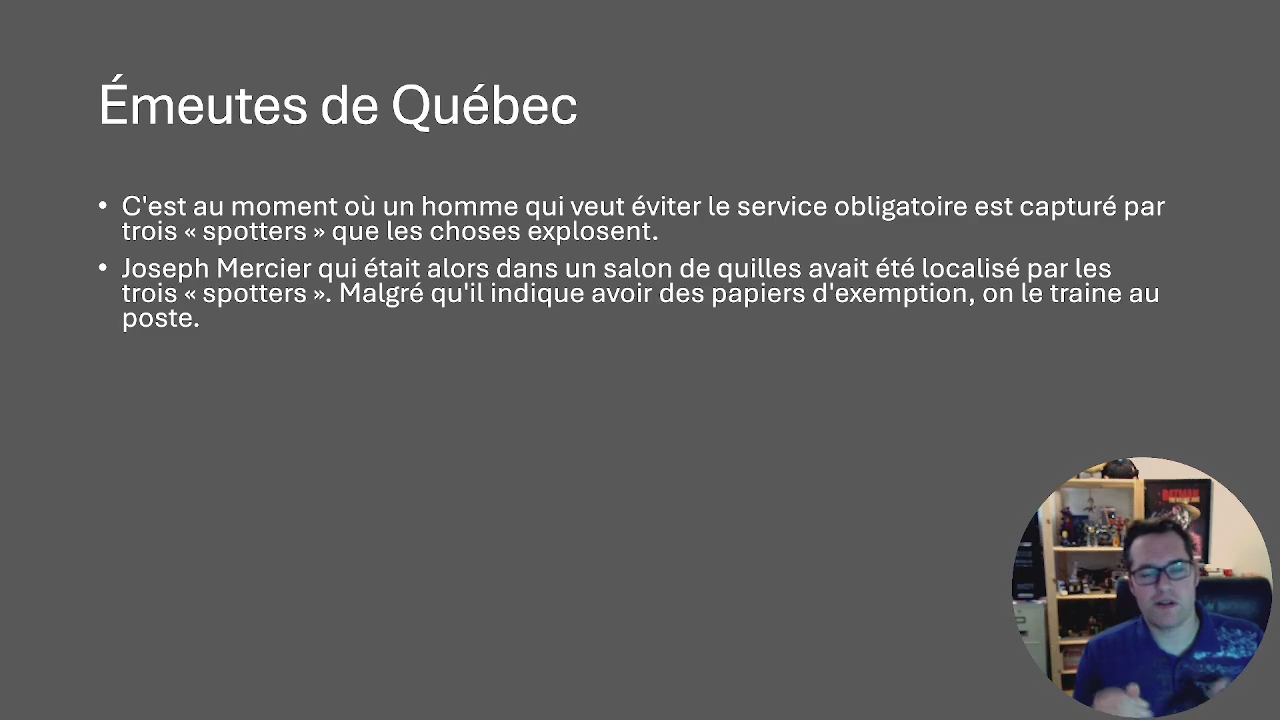 Émeutes de Québec
• C'est au moment où un homme qui veut éviter le service obligatoire est capturé par
trois « spotters » que les choses explosent.
• Joseph Mercier qui était alors dans un salon de quilles avait été localisé par les
trois « spotters ». Malgré qu'il indique avoir des papiers d'exemption, on le traine au
poste.
BATMAN